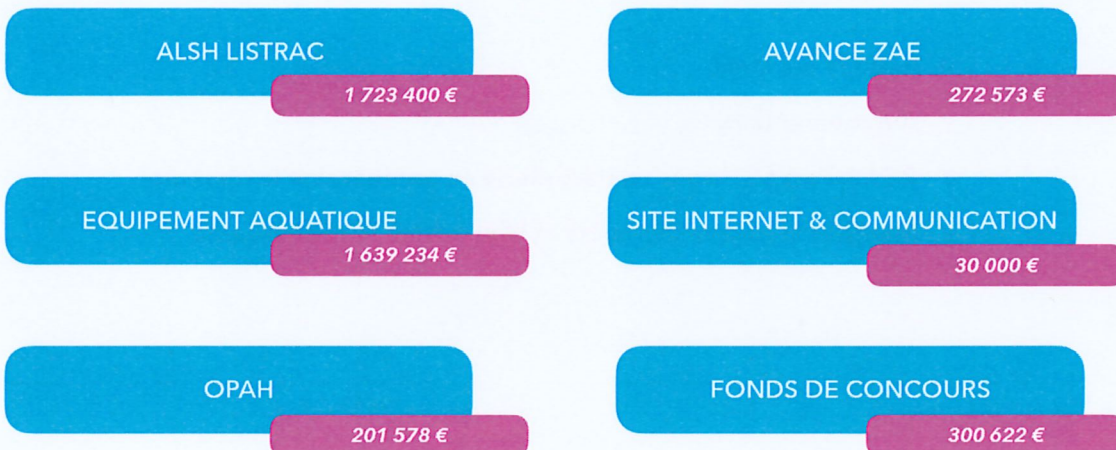 ALSH LISTRAC
1 723 400 €
AVANCE ZAE
272 573 €
EQUIPEMENT AQUATIQUE
1 639 234 €
SITE INTERNET & COMMUNICATION
30 000 €
OPAH
201 578 €
FONDS DE CONCOURS
300 622 €